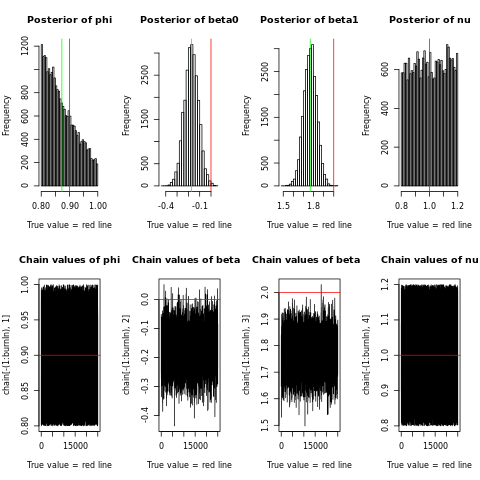 Posterior of phi Posterior of beta0 Posterior of beta1 Posterior of nu
Frequency Frequency Frequency Frequency
0 200 400 600 800 1200
0 500 1500 2500
0 500 1500 2500
0 200 400 600
0.80 0.90 1.00
-0.4 -0.1
1.5 1.8
0.8 1.0 1.2
True value = red line True value = red line True value = red line True value = red line
Chain values of phi Chain values of beta Chain values of beta Chain values of nu
chain[-(1:burnIn), 1] chain[-(1:burnIn), 2] chain[-(1:burnIn), 3] chain[-(1:burnIn), 4]
0.80 0.85 0.90 0.95 1.00
-0.4 -0.3 -0.2 -0.1 0.0
1.5 1.6 1.7 1.8 1.9 2.0
0.8 0.9 1.0 1.1 1.2
0 15000
0 15000
0 15000
0 15000
True value = red line True value = red line True value = red line True value = red line